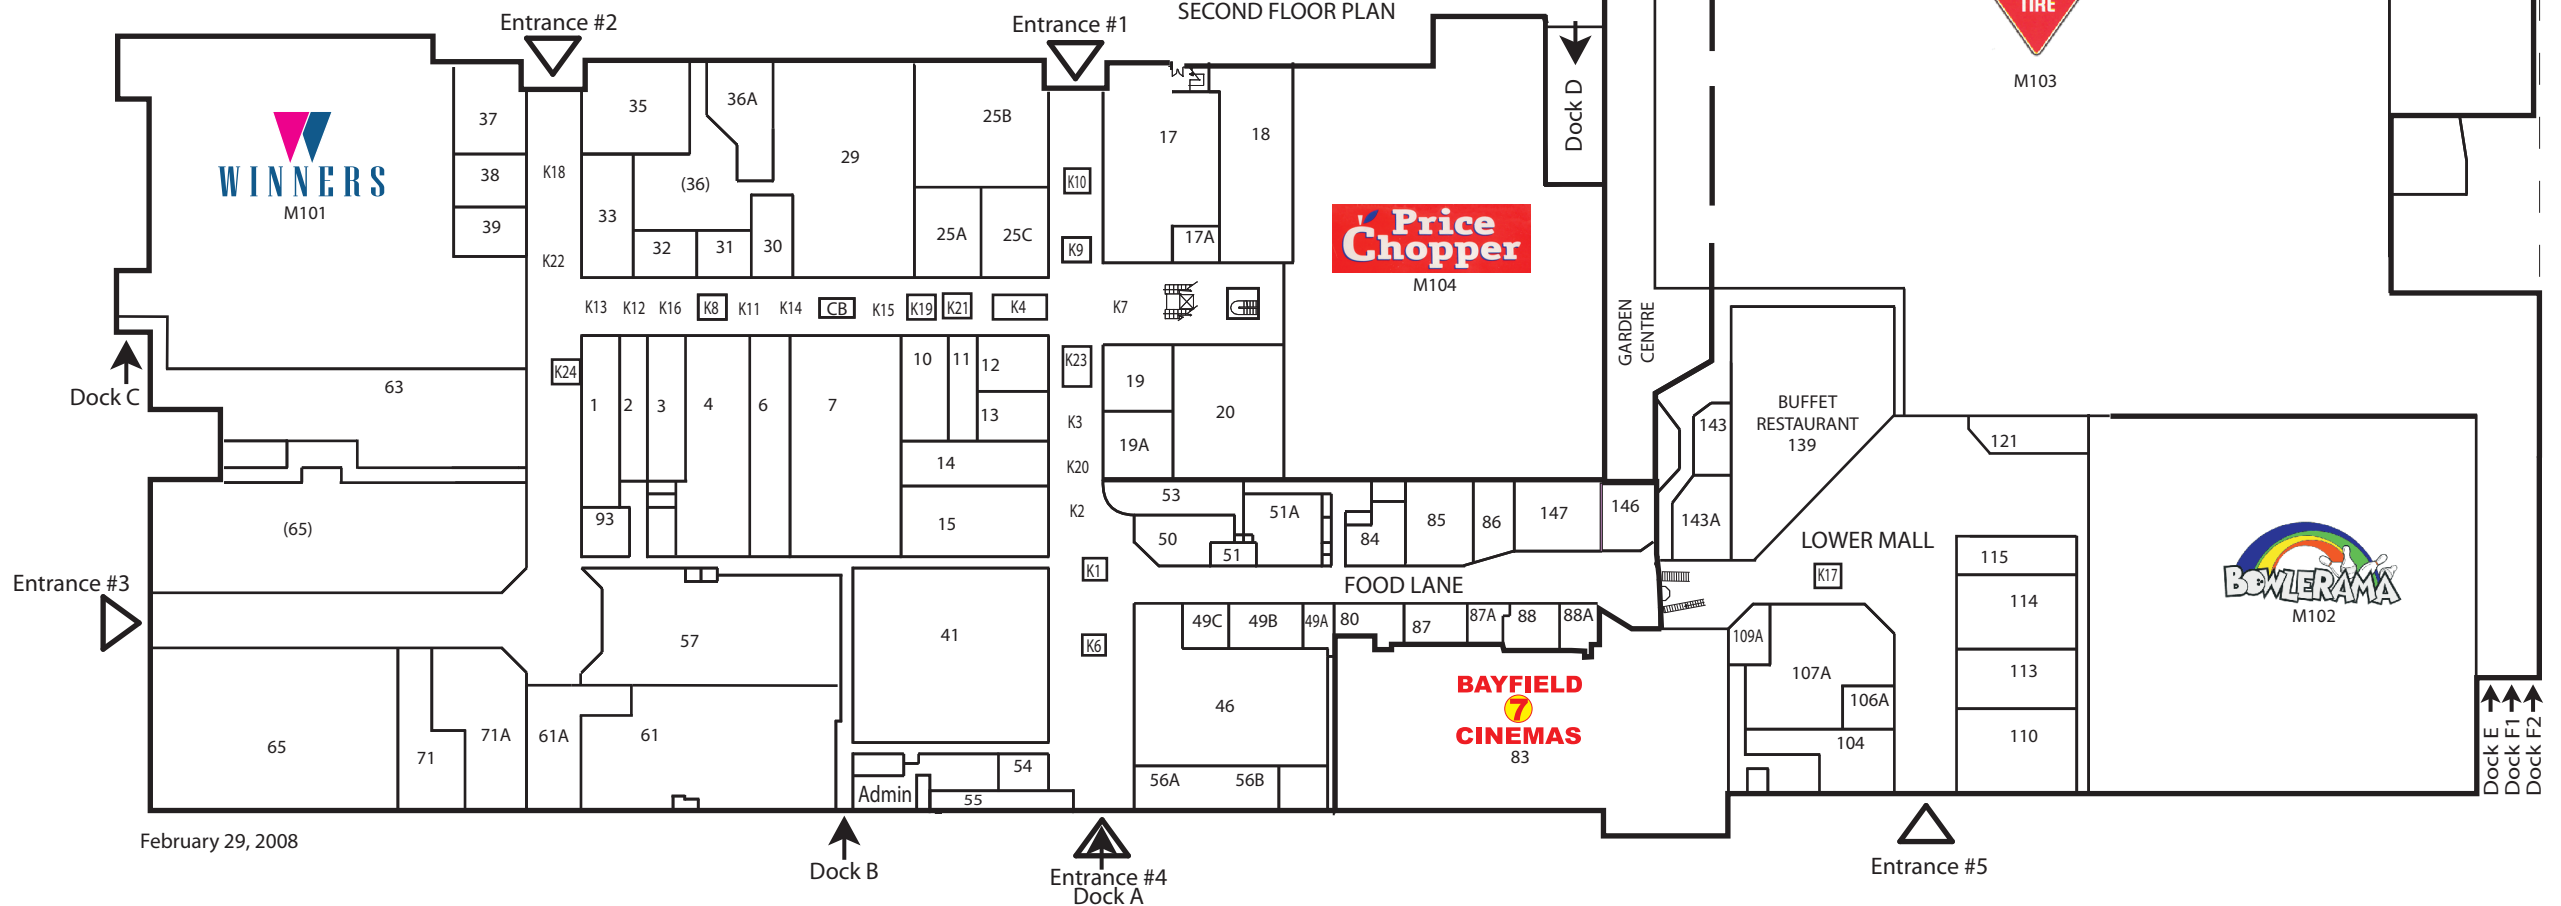 SECOND FLOOR PLAN
Entrance #2
Entrance #1
TIRE
M103
Dock D
37
35
36A
25B
17
18
29
WINNERS
M101
38
K18
(36)
K10
39
33
K22
32
31
30
25A
25C
K9
17A
Price
Chopper
M104
K13
K12
K16
K8
K11
K14
CB
K15
K19
K21
K4
K7
GARDEN
CENTRE
Dock C
63
K24
1
2
3
4
6
7
10
11
12
13
K23
K3
K20
K2
19
19A
20
14
15
93
143
143A
BUFFET
RESTAURANT
139
121
53
50
51
51A
84
85
86
147
146
(65)
Entrance #3
K1
FOOD LANE
LOWER MALL
K17
115
114
113
110
BOWLERAMA
M102
57
41
K6
49C
49B
49A
80
87
87A
88
88A
109A
107A
106A
104
46
BAYFIELD
7
CINEMAS
83
65
71
71A
61A
61
54
Admin
55
56A
56B
Dock E
Dock F1
Dock F2
February 29, 2008
Dock B
Entrance #4
Dock A
Entrance #5